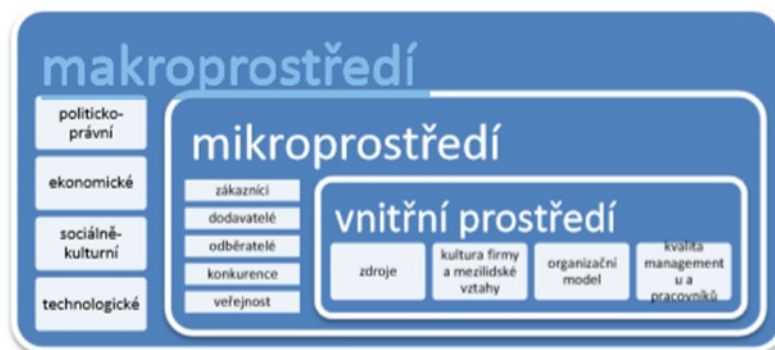 makroprostředí
politicko-
právní
ekonomické
sociálně-
kulturní
technologické
mikroprostředí
zákazníci
dodavatelé
odběratelé
konkurence
veřejnost
vnitřní prostředí
zdroje
kultura firmy
a mezilidské
vztahy
organizační
model
kvalita
management
u a
pracovníků